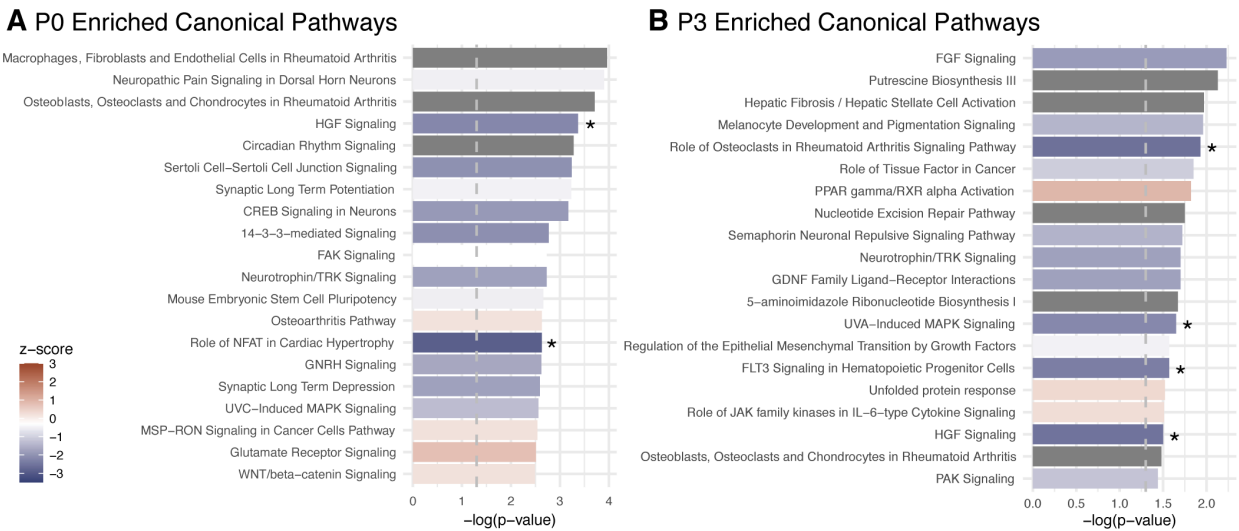 A P0 Enriched Canonical Pathways
Macrophages, Fibroblasts and Endothelial Cells in Rheumatoid Arthritis
Neuropathic Pain Signaling in Dorsal Horn Neurons
Osteoblasts, Osteoclasts and Chondrocytes in Rheumatoid Arthritis
HGF Signaling *
Circadian Rhythm Signaling
Sertoli Cell−Sertoli Cell Junction Signaling
Synaptic Long Term Potentiation
CREB Signaling in Neurons
14−3−3−mediated Signaling
FAK Signaling
Neurotrophin/TRK Signaling
Mouse Embryonic Stem Cell Pluripotency
Osteoarthritis Pathway
Role of NFAT in Cardiac Hypertrophy *
GNRH Signaling
Synaptic Long Term Depression
UVC−Induced MAPK Signaling
MSP−RON Signaling in Cancer Cells Pathway
Glutamate Receptor Signaling
WNT/beta−catenin Signaling
0 1 2 3 4
−log(p−value)
z−score
3
2
1
0
−1
−2
−3
B P3 Enriched Canonical Pathways
FGF Signaling
Putrescine Biosynthesis III
Hepatic Fibrosis / Hepatic Stellate Cell Activation
Melanocyte Development and Pigmentation Signaling
Role of Osteoclasts in Rheumatoid Arthritis Signaling Pathway *
Role of Tissue Factor in Cancer
PPAR gamma/RXR alpha Activation
Nucleotide Excision Repair Pathway
Semaphorin Neuronal Repulsive Signaling Pathway
Neurotrophin/TRK Signaling
GDNF Family Ligand−Receptor Interactions
5−aminoimidazole Ribonucleotide Biosynthesis I
UVA−Induced MAPK Signaling *
Regulation of the Epithelial Mesenchymal Transition by Growth Factors
FLT3 Signaling in Hematopoietic Progenitor Cells *
Unfolded protein response
Role of JAK family kinases in IL−6−type Cytokine Signaling
HGF Signaling *
Osteoblasts, Osteoclasts and Chondrocytes in Rheumatoid Arthritis
PAK Signaling
0.0 0.5 1.0 1.5 2.0
−log(p−value)